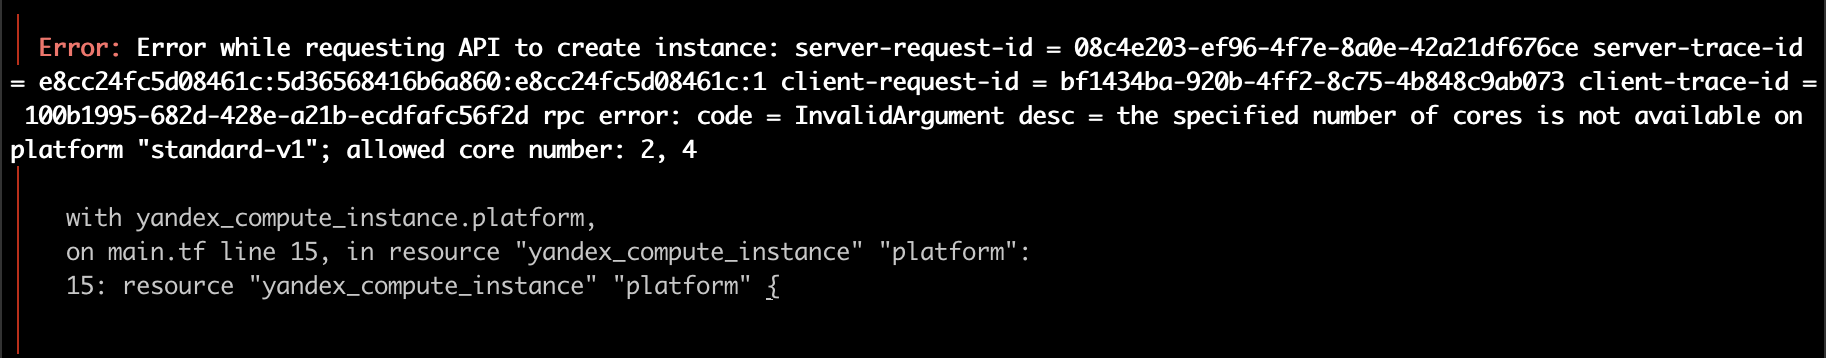 Error: Error while requesting API to create instance: server-request-id = 08c4e203-ef96-4f7e-8a0e-42a21df676ce server-trace-id
= e8cc24fc5d08461c:5d36568416b6a860:e8cc24fc5d08461c:1 client-request-id = bf1434ba-920b-4ff2-8c75-4b848c9ab073 client-trace-id =
100b1995-682d-428e-a21b-ecdfafc56f2d rpc error: code = InvalidArgument desc = the specified number of cores is not available on
platform "standard-v1"; allowed core number: 2, 4
with yandex_compute_instance.platform,
on main.tf line 15, in resource "yandex_compute_instance" "platform":
15: resource "yandex_compute_instance" "platform" {